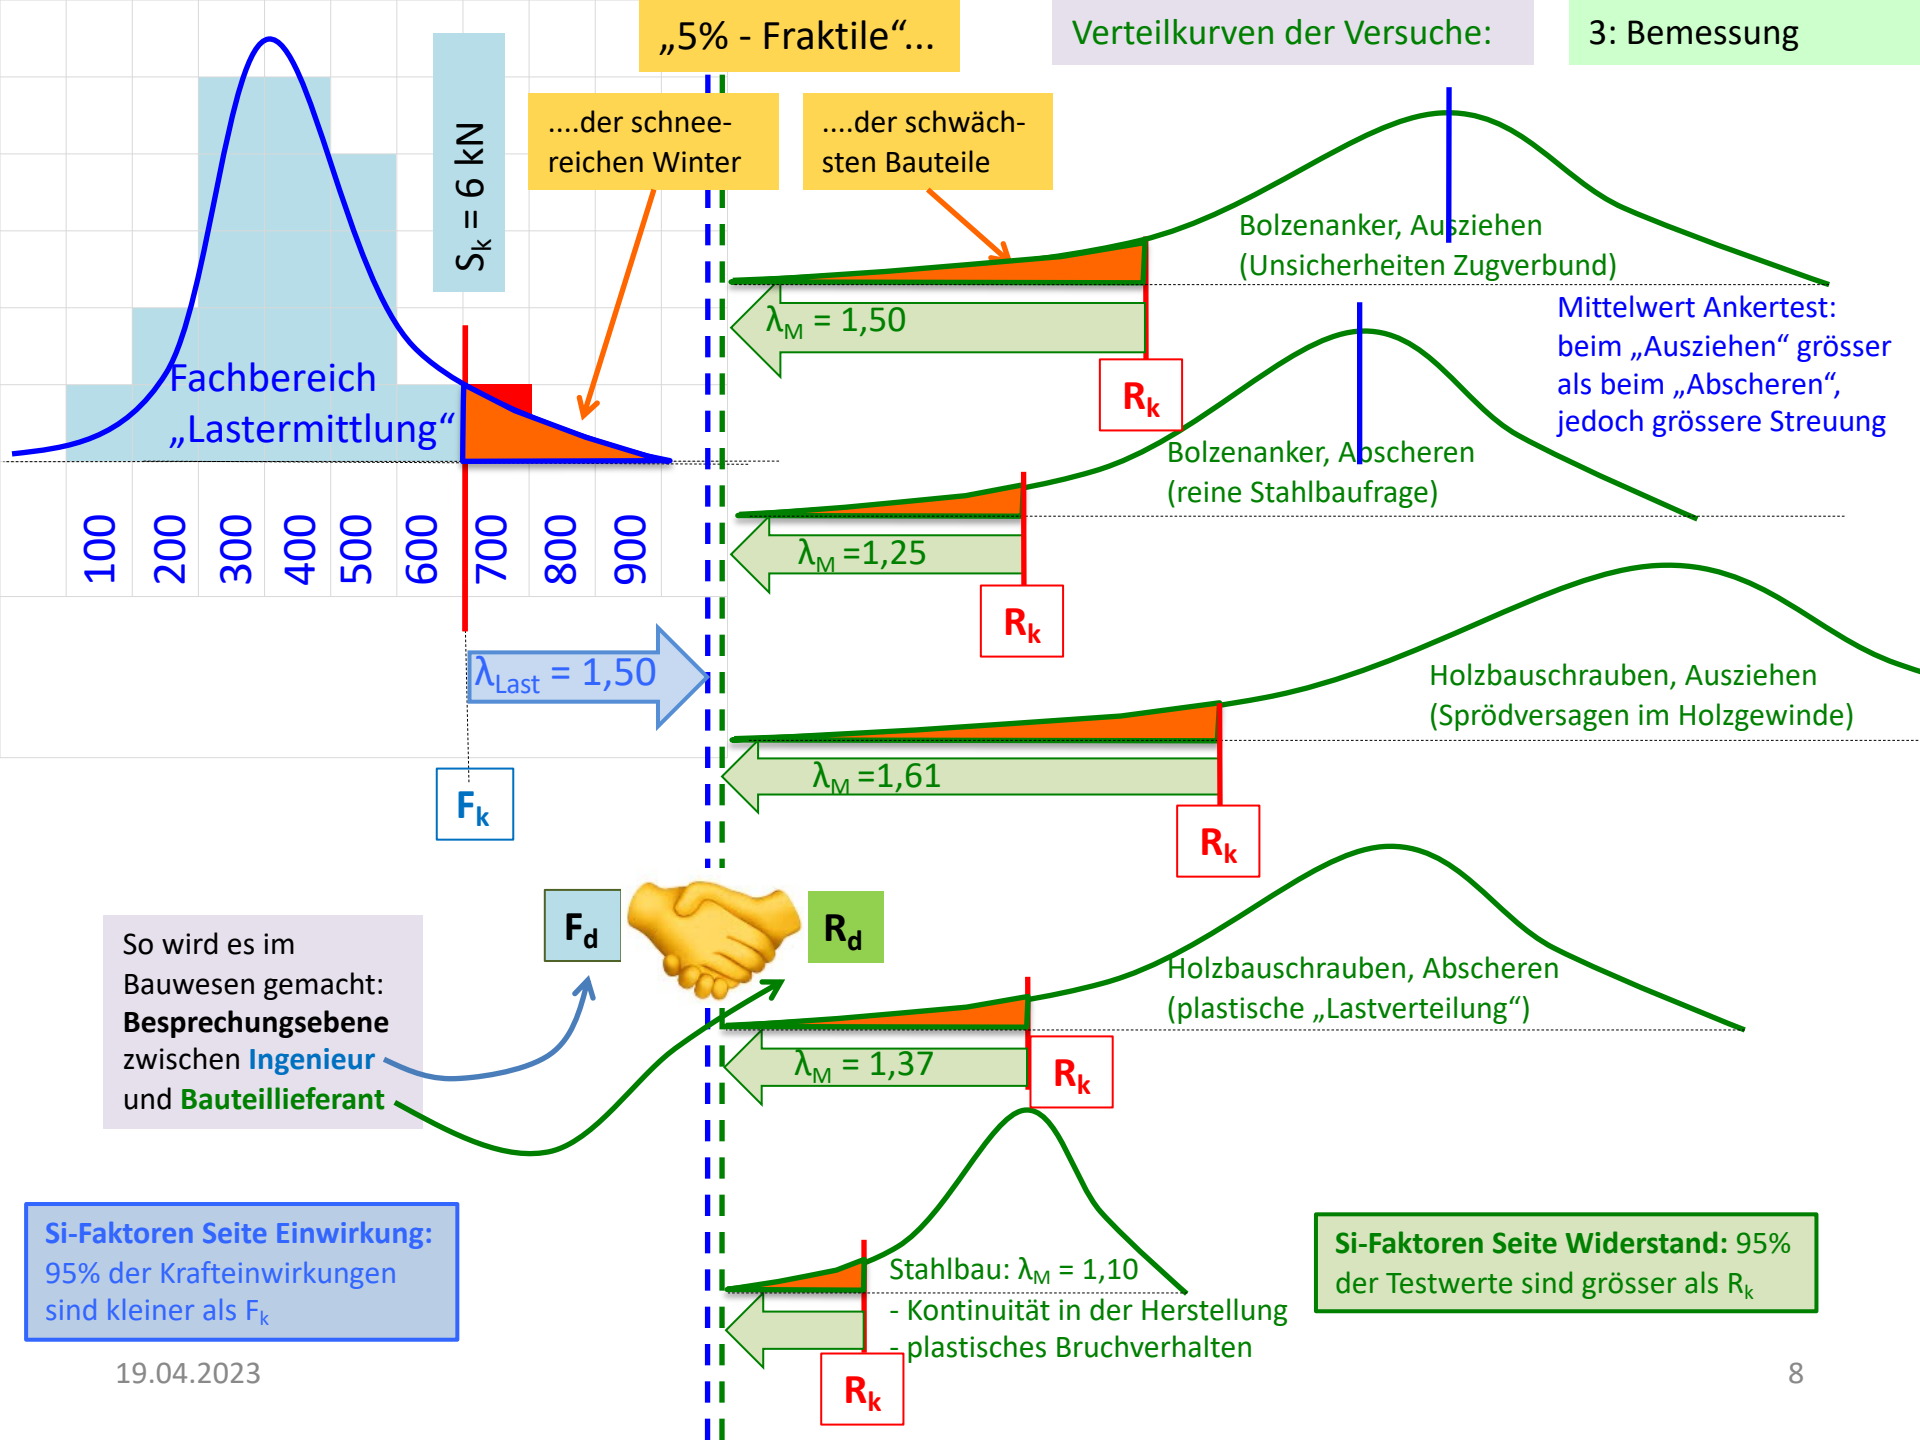 „5% - Fraktile“...
Verteilkurven der Versuche:
3: Bemessung
....der schnee-
reichen Winter
....der schwäch-
sten Bauteile
Sk = 6 kN
Bolzenanker, Ausziehen
(Unsicherheiten Zugverbund)
λM = 1,50
Rk
Mittelwert Ankertest:
beim „Ausziehen“ grösser
als beim „Abscheren“,
jedoch grössere Streuung
Fachbereich
„Lastermittlung“
100
200
300
400
500
600
700
800
900
Bolzenanker, Abscheren
(reine Stahlbaufrage)
λM =1,25
Rk
λLast = 1,50
Fk
Holzbauschrauben, Ausziehen
(Sprödversagen im Holzgewinde)
λM =1,61
Rk
Fd
Rd
So wird es im
Bauwesen gemacht:
Besprechungsebene
zwischen Ingenieur
und Bauteillieferant
Holzbauschrauben, Abscheren
(plastische „Lastverteilung“)
λM = 1,37
Rk
Si-Faktoren Seite Einwirkung:
95% der Krafteinwirkungen
sind kleiner als Fk
Stahlbau: λM = 1,10
- Kontinuität in der Herstellung
- plastisches Bruchverhalten
Rk
Si-Faktoren Seite Widerstand: 95%
der Testwerte sind grösser als Rk
19.04.2023
8